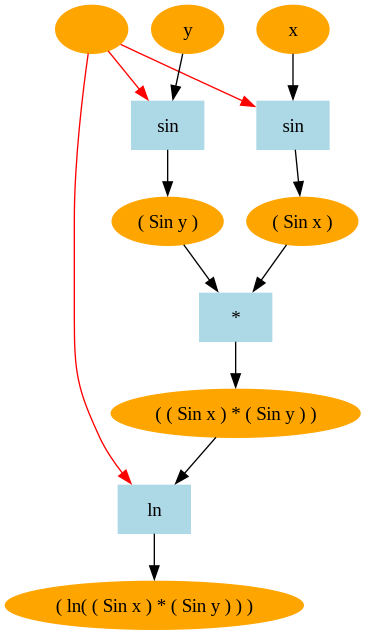 y
x
sin
sin
( Sin y )
( Sin x )
*
( ( Sin x ) * ( Sin y ) )
ln
( ln( ( Sin x ) * ( Sin y ) ) )